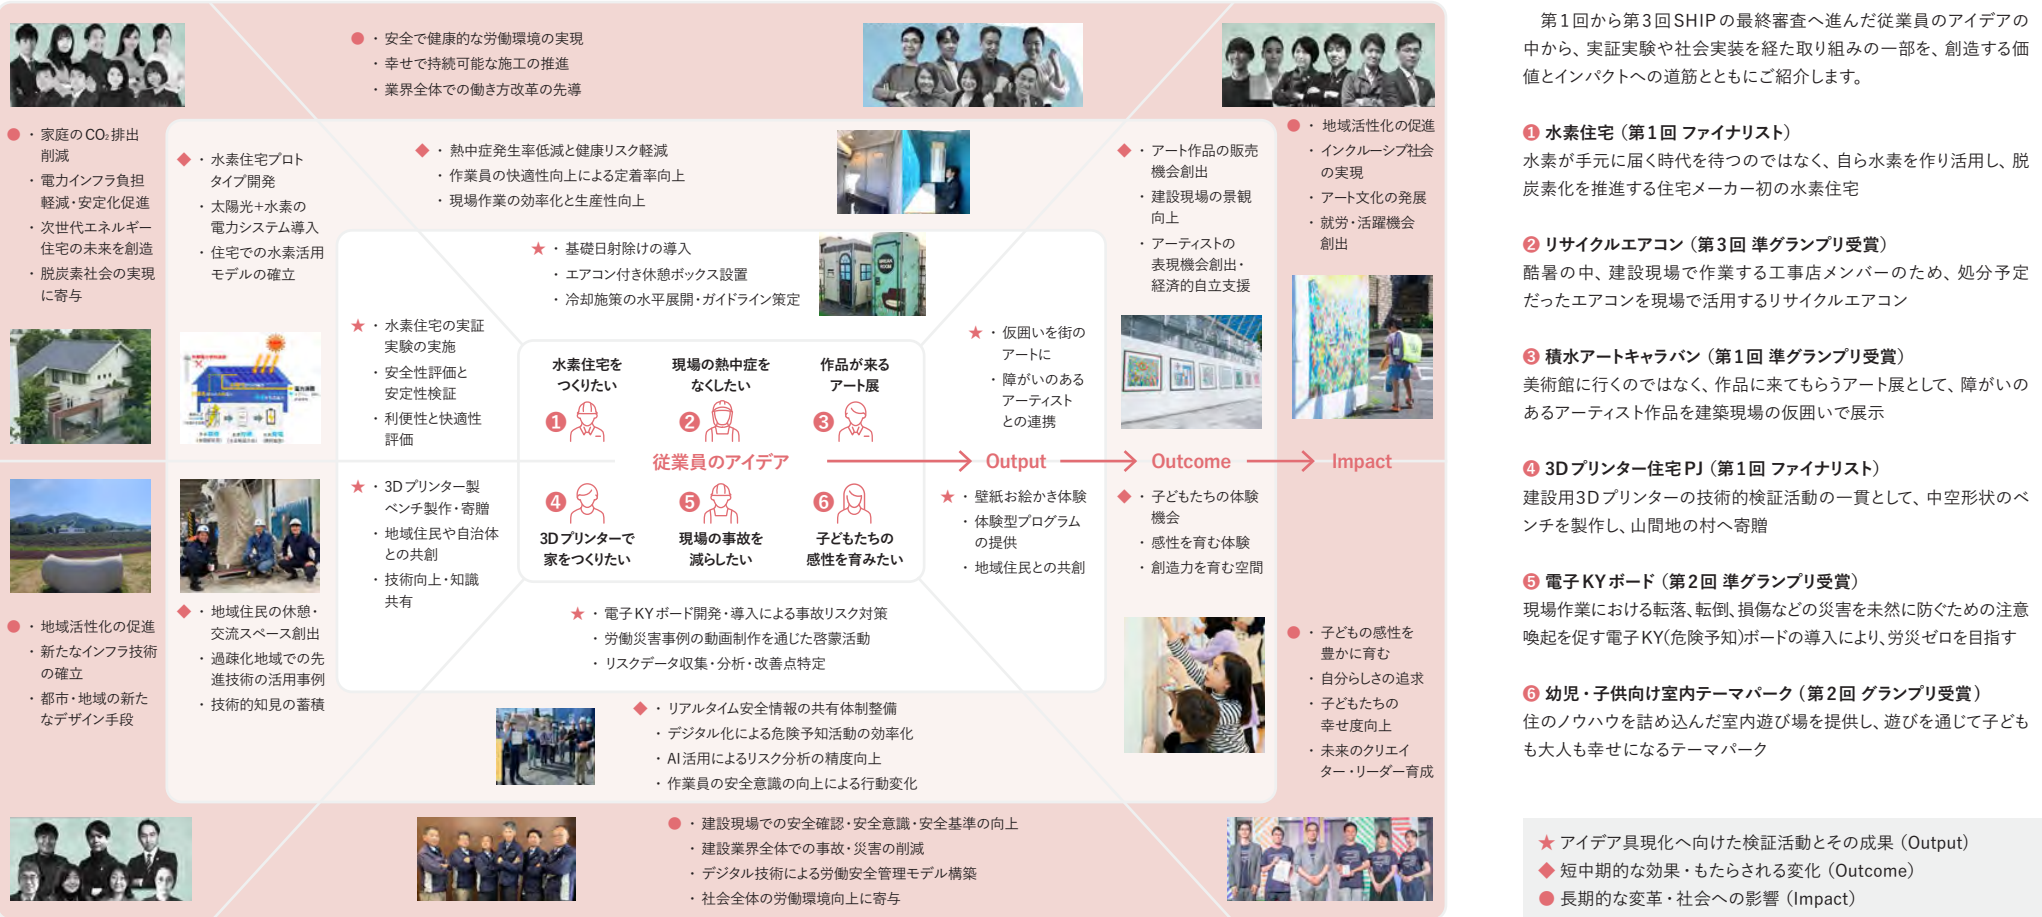 ● ・ 安全で健康的な労働環境の実現
・ 幸せで持続可能な施工の推進
・ 業界全体での働き方改革の先導
● ・ 家庭のCO₂排出
削減
・ 電力インフラ負担
軽減・安定化促進
・ 次世代エネルギー
住宅の未来を創造
・ 脱炭素社会の実現
に寄与
◆ ・ 水素住宅プロト
タイプ開発
・ 太陽光＋水素の
電力システム導入
・ 住宅での水素活用
モデルの確立
★ ・ 水素住宅の実証
実験の実施
・ 安全性評価と
安定性検証
・ 利便性と快適性
評価
◆ ・ 熱中症発生率低減と健康リスク軽減
・ 作業員の快適性向上による定着率向上
・ 現場作業の効率化と生産性向上
★ ・ 基礎日射除けの導入
・ エアコン付き休憩ボックス設置
・ 冷却施策の水平展開・ガイドライン策定
★ ・ 仮囲いを街の
アートに
・ 障がいのある
アーティスト
との連携
◆ ・ アート作品の販売
機会創出
・ 建設現場の景観
向上
・ アーティストの
表現機会創出・
経済的自立支援
● ・ 地域活性化の促進
・ インクルーシブ社会
の実現
・ アート文化の発展
・ 就労・活躍機会
創出
水素住宅を
つくりたい
❶
現場の熱中症を
なくしたい
❷
作品が来る
アート展
❸
従業員のアイデア
Output
Outcome
Impact
❹
3Dプリンターで
家をつくりたい
❺
現場の事故を
減らしたい
❻
子どもたちの
感性を育みたい
★ ・ 3Dプリンター製
ベンチ製作・寄贈
・ 地域住民や自治体
との共創
・ 技術向上・知識
共有
◆ ・ 地域住民の休憩・
交流スペース創出
・ 過疎化地域での先
進技術の活用事例
・ 技術的知見の蓄積
● ・ 地域活性化の促進
・ 新たなインフラ技術
の確立
・ 都市・地域の新た
なデザイン手段
★ ・ 電子KYボード開発・導入による事故リスク対策
・ 労働災害事例の動画制作を通じた啓蒙活動
・ リスクデータ収集・分析・改善点特定
◆ ・ リアルタイム安全情報の共有体制整備
・ デジタル化による危険予知活動の効率化
・ AI活用によるリスク分析の精度向上
・ 作業員の安全意識の向上による行動変化
● ・ 建設現場での安全確認・安全意識・安全基準の向上
・ 建設業界全体での事故・災害の削減
・ デジタル技術による労働安全管理モデル構築
・ 社会全体の労働環境向上に寄与
★ ・ 壁紙お絵かき体験
・ 体験型プログラム
の提供
・ 地域住民との共創
◆ ・ 子どもたちの体験
機会
・ 感性を育む体験
・ 創造力を育む空間
● ・ 子どもの感性を
豊かに育む
・ 自分らしさの追求
・ 子どもたちの
幸せ度向上
・ 未来のクリエイ
ター・リーダー育成
第1回から第3回SHIPの最終審査へ進んだ従業員のアイデアの
中から、実証実験や社会実装を経た取り組みの一部を、創造する価
値とインパクトへの道筋とともにご紹介します。
❶ 水素住宅（第1回 ファイナリスト）
水素が手元に届く時代を待つのではなく、自ら水素を作り活用し、脱
炭素化を推進する住宅メーカー初の水素住宅
❷ リサイクルエアコン（第3回 準グランプリ受賞）
酷暑の中、建設現場で作業する工事店メンバーのため、処分予定
だったエアコンを現場で活用するリサイクルエアコン
❸ 積水アートキャラバン（第1回 準グランプリ受賞）
美術館に行くのではなく、作品に来てもらうアート展として、障がいの
あるアーティスト作品を建築現場の仮囲いで展示
❹ 3Dプリンター住宅PJ（第1回 ファイナリスト）
建設用3Dプリンターの技術的検証活動の一貫として、中空形状のベ
ンチを製作し、山間地の村へ寄贈
❺ 電子KYボード（第2回 準グランプリ受賞）
現場作業における転落、転倒、損傷などの災害を未然に防ぐための注意
喚起を促す電子KY(危険予知)ボードの導入により、労災ゼロを目指す
❻ 幼児・子供向け室内テーマパーク（第2回 グランプリ受賞）
住のノウハウを詰め込んだ室内遊び場を提供し、遊びを通じて子ども
も大人も幸せになるテーマパーク
★ アイデア具現化へ向けた検証活動とその成果（Output）
◆ 短中期的な効果・もたらされる変化（Outcome）
● 長期的な変革・社会への影響（Impact）